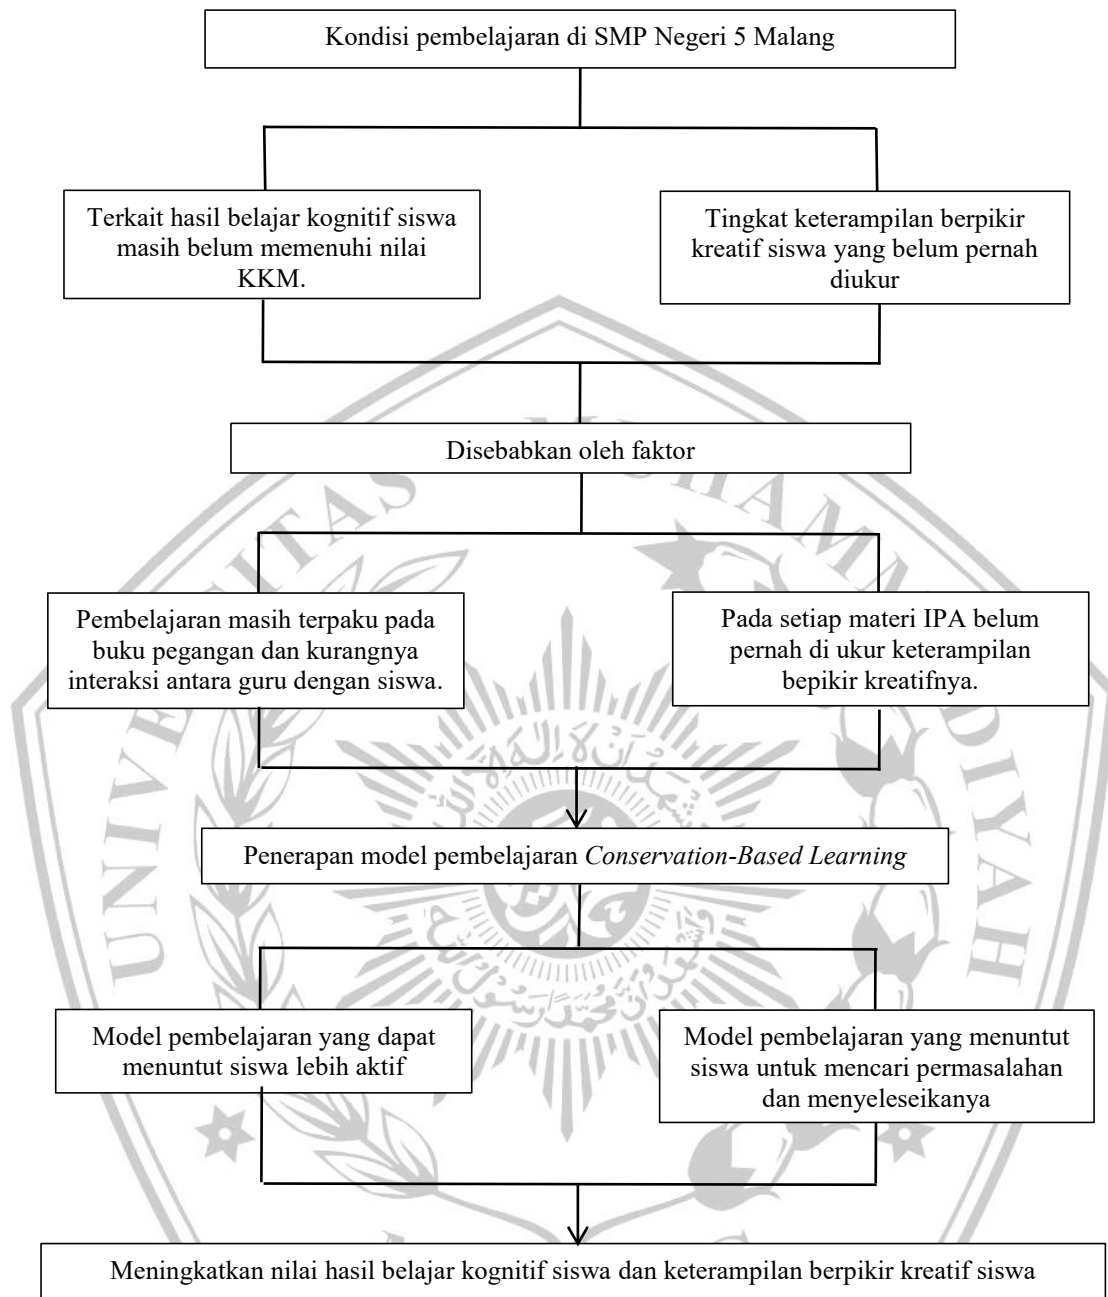 Kondisi pembelajaran di SMP Negeri 5 Malang
Terkait hasil belajar kognitif siswa
masih belum memenuhi nilai
KKM.
Tingkat keterampilan berpikir
kreatif siswa yang belum pernah
diukur
Disebabkan oleh faktor
Pembelajaran masih terpaku pada
buku pegangan dan kurangnya
interaksi antara guru dengan siswa.
Pada setiap materi IPA belum
pernah di ukur keterampilan
bepikir kreatifnya.
Penerapan model pembelajaran Conservation-Based Learning
Model pembelajaran yang dapat
menuntut siswa lebih aktif
Model pembelajaran yang menuntut
siswa untuk mencari permasalahan
dan menyeleseikanya
Meningkatkan nilai hasil belajar kognitif siswa dan keterampilan berpikir kreatif siswa
UNIVERSITAS MUHAMMADIYAH